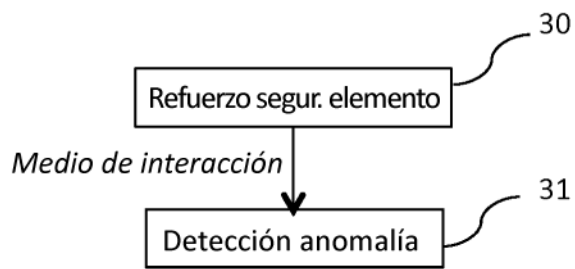 30
Refuerzo segur. elemento
Medio de interacción
31
Detección anomalía